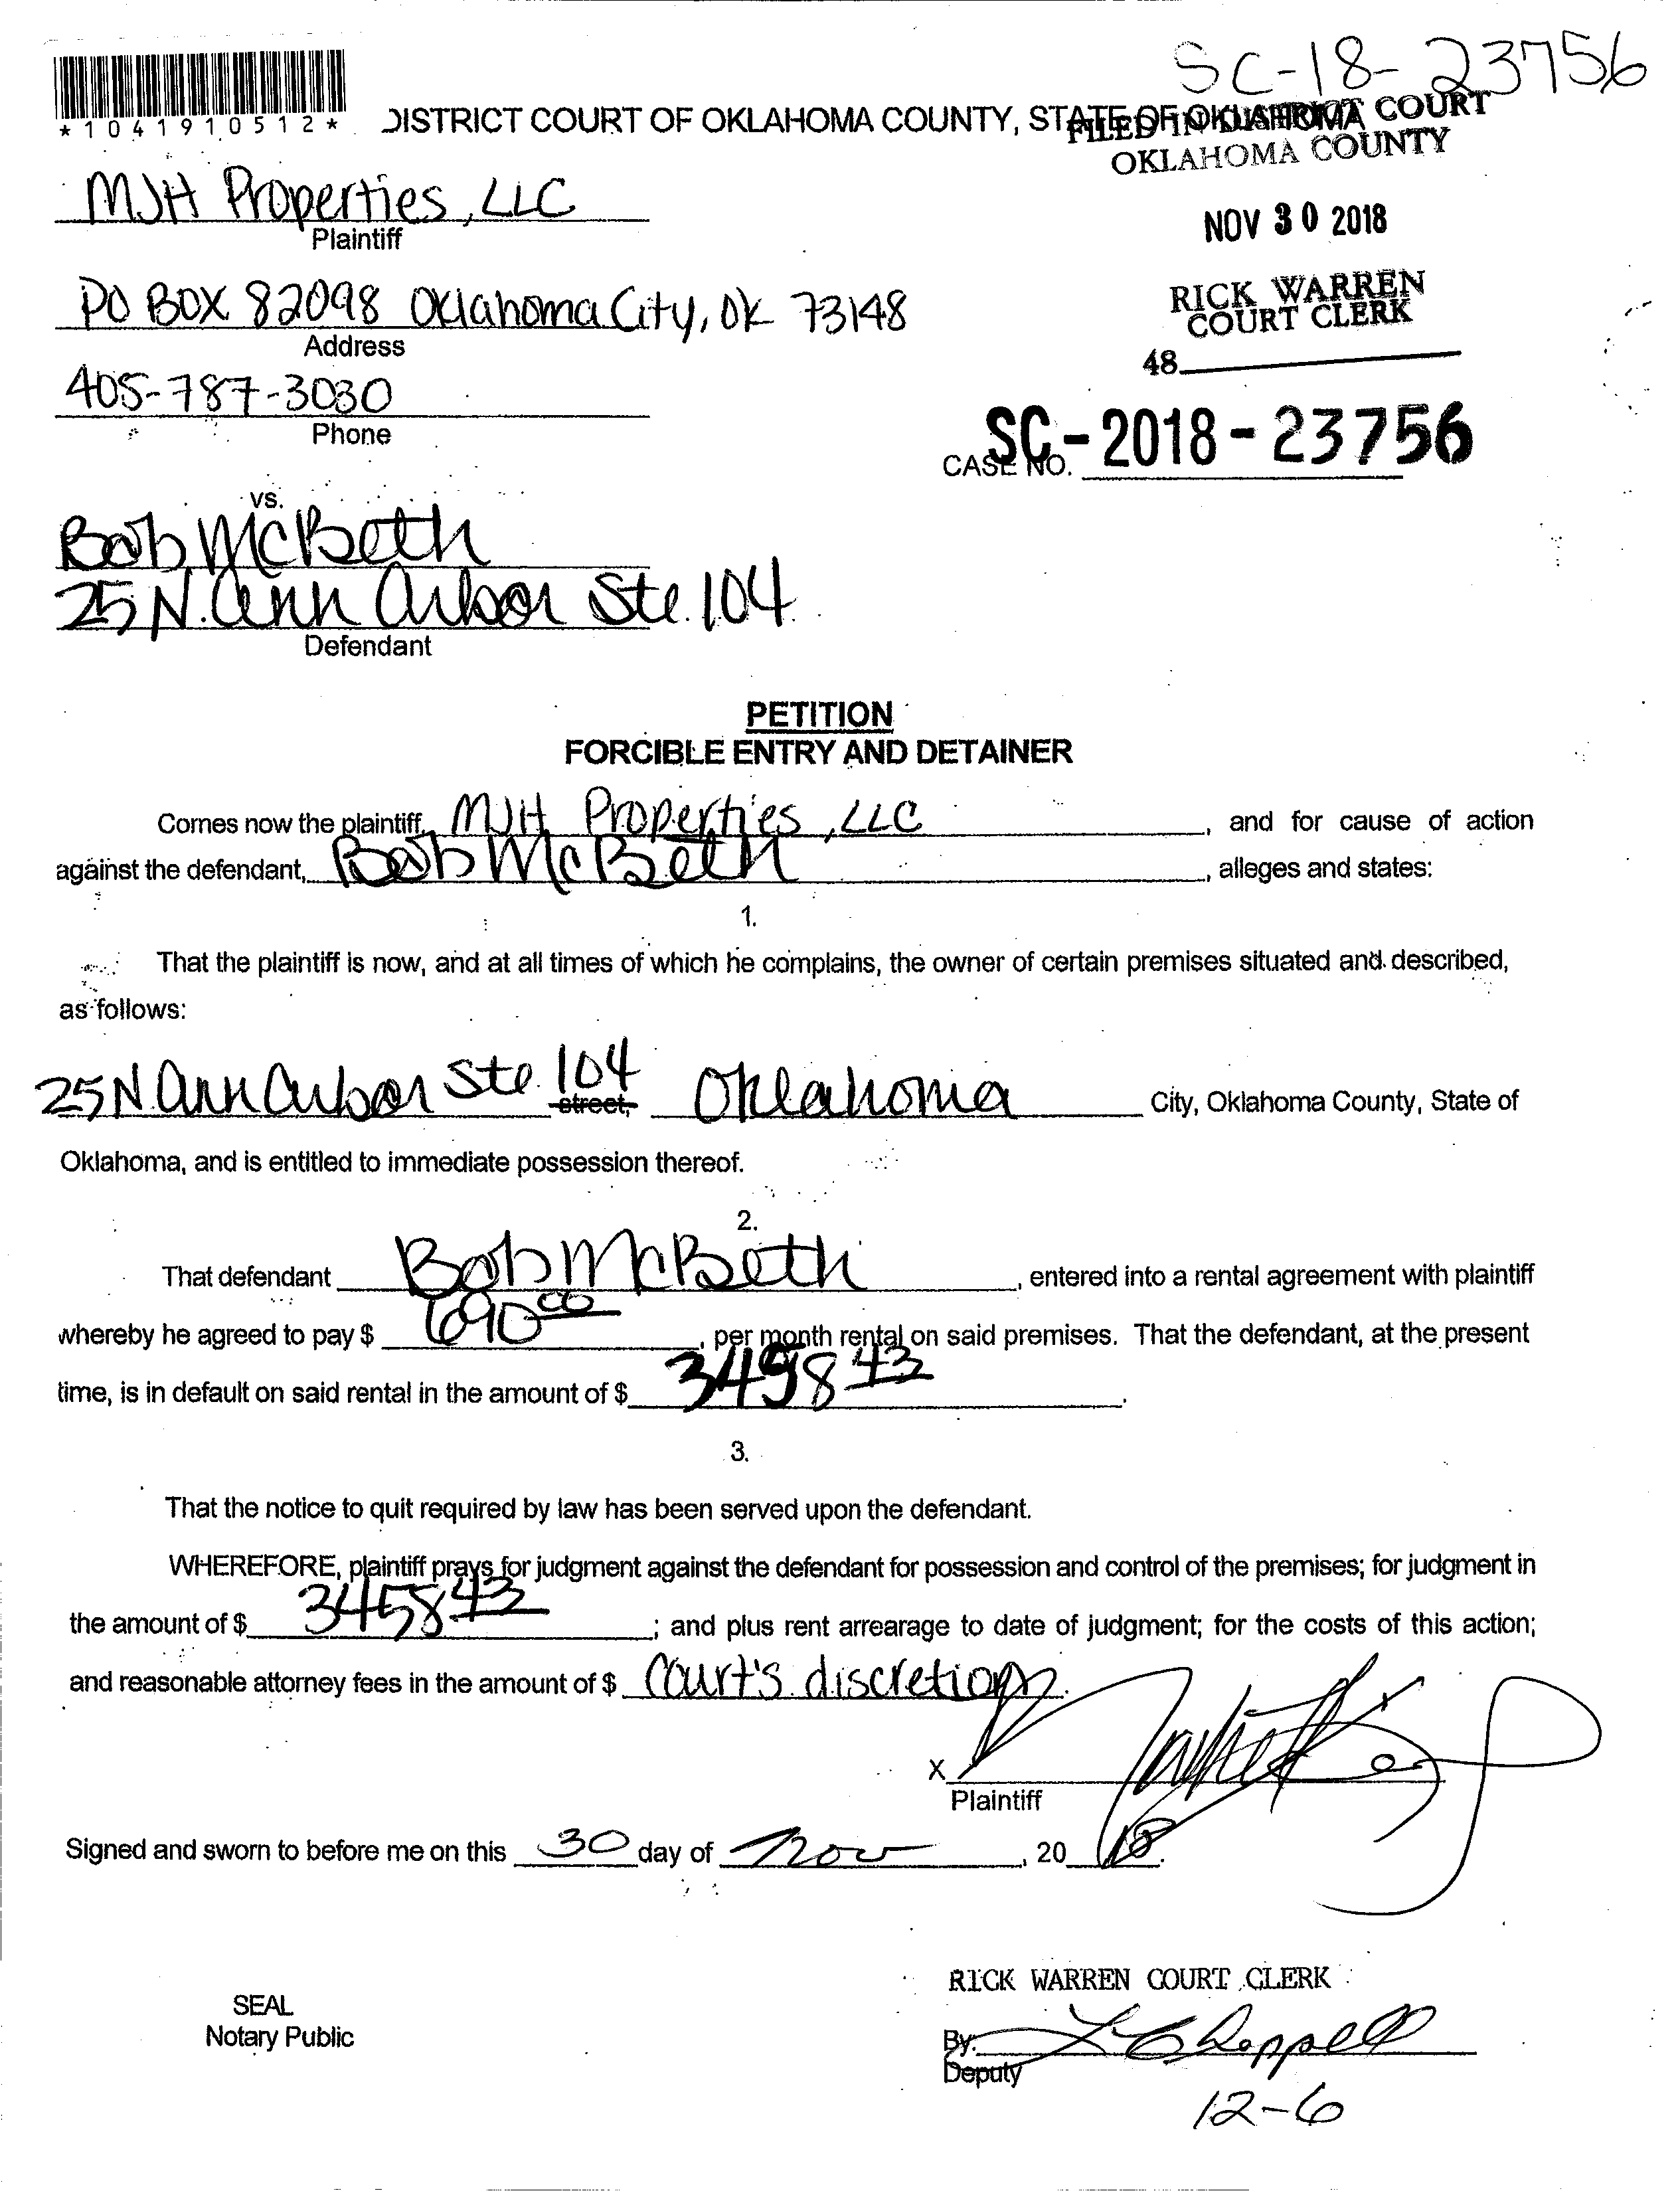 SC-18-23756
*1041910512*
DISTRICT COURT OF OKLAHOMA COUNTY, STATE OF OKLAHOMA
FILED IN DISTRICT COURT
OKLAHOMA COUNTY
MJH Properties, LLC
Plaintiff
NOV 30 2018
PO BOX 82098 Oklahoma City, OK 73148
Address
RICK WARREN
COURT CLERK
48
405-787-3030
Phone
CASE NO. SC-2018-23756
vs.
Bob McBeth
25 N. Ann Arbor Ste. 104
Defendant
PETITION
FORCIBLE ENTRY AND DETAINER
Comes now the plaintiff, MJH Properties, LLC, and for cause of action
against the defendant, Bob McBeth, alleges and states:
1.
That the plaintiff is now, and at all times of which he complains, the owner of certain premises situated and described,
as follows:
25 N Ann Arbor Ste. 104 street, Oklahoma City, Oklahoma County, State of
Oklahoma, and is entitled to immediate possession thereof.
2.
That defendant Bob McBeth, entered into a rental agreement with plaintiff
whereby he agreed to pay $ 690.00, per month rental on said premises. That the defendant, at the present
time, is in default on said rental in the amount of $ 3458 43.
3.
That the notice to quit required by law has been served upon the defendant.
WHEREFORE, plaintiff prays for judgment against the defendant for possession and control of the premises; for judgment in
the amount of $ 3458 43; and plus rent arrearage to date of judgment; for the costs of this action;
and reasonable attorney fees in the amount of $ Court's discretion.
X
Plaintiff
Signed and sworn to before me on this 30 day of Nov, 20 18.
RICK WARREN COURT CLERK
SEAL
Notary Public
By: L Chappell
Deputy
12-6